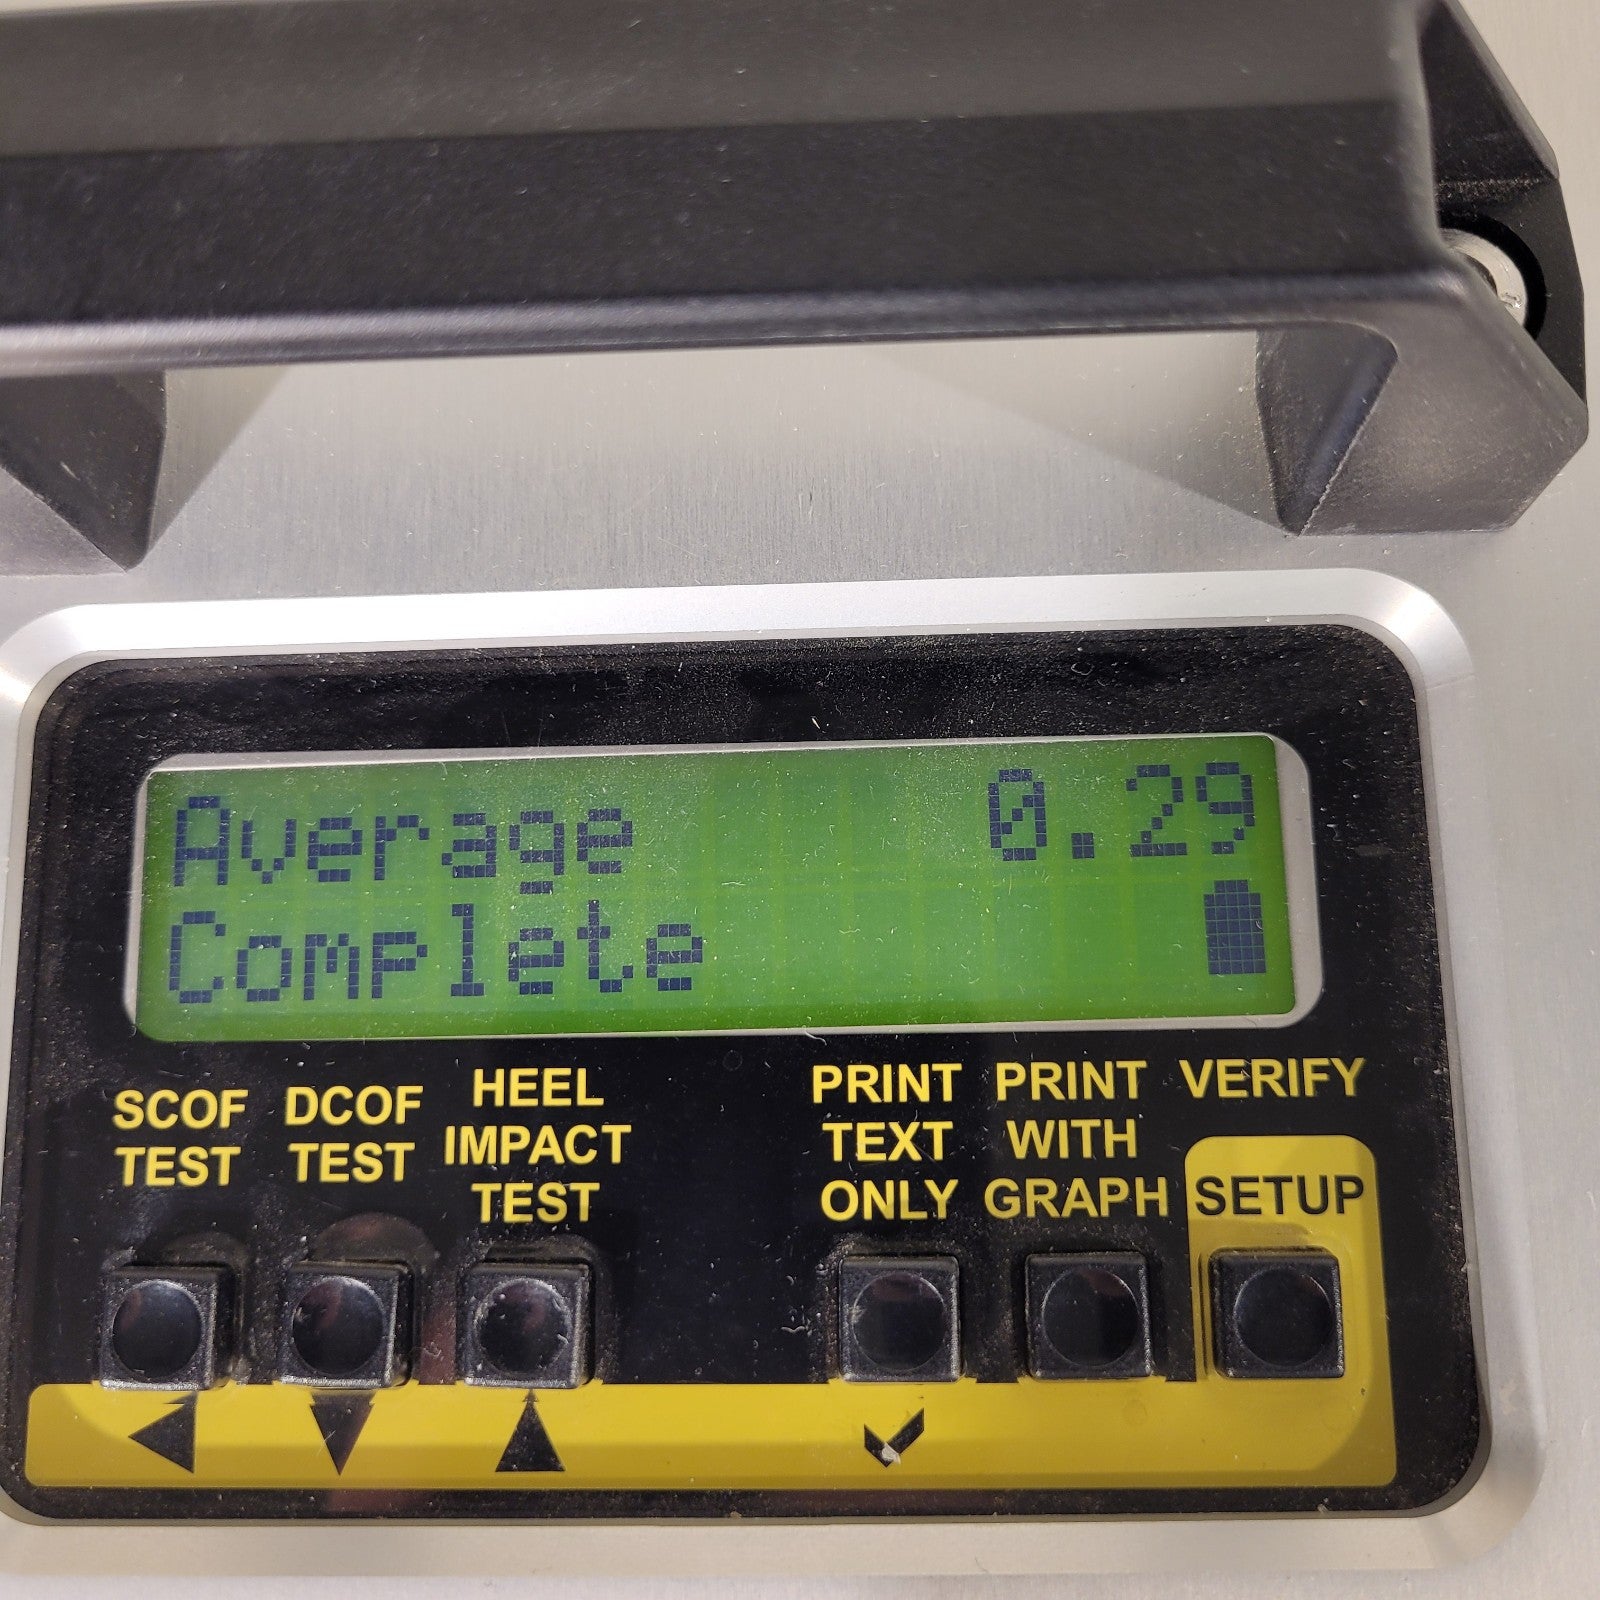 Average 0.29
Complete
SCOF TEST
DCOF TEST
HEEL IMPACT TEST
PRINT TEXT ONLY
PRINT WITH GRAPH
VERIFY
SETUP